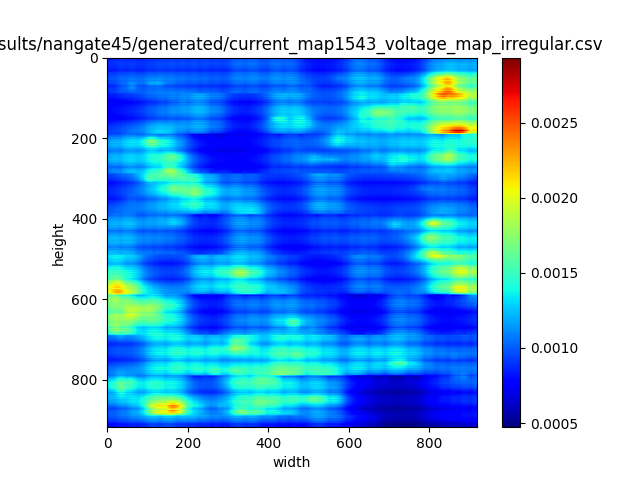 sults/nangate45/generated/current_map1543_voltage_map_irregular.csv
0
200
400
600
800
height
0 200 400 600 800
width
0.0025
0.0020
0.0015
0.0010
0.0005